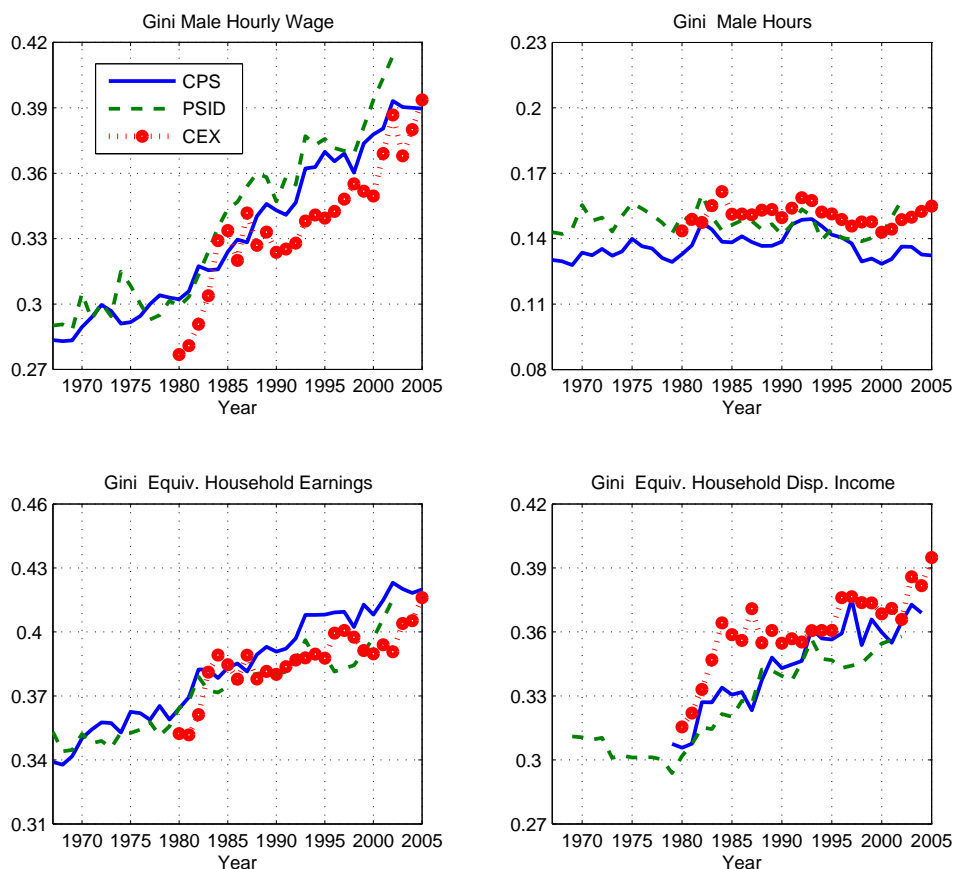 Gini Male Hourly Wage
0.42
0.39
0.36
0.33
0.3
0.27
CPS
PSID
CEX
1970 1975 1980 1985 1990 1995 2000 2005
Year
Gini Male Hours
0.23
0.2
0.17
0.14
0.11
0.08
1970 1975 1980 1985 1990 1995 2000 2005
Year
Gini Equiv. Household Earnings
0.46
0.43
0.4
0.37
0.34
0.31
1970 1975 1980 1985 1990 1995 2000 2005
Year
Gini Equiv. Household Disp. Income
0.42
0.39
0.36
0.33
0.3
0.27
1970 1975 1980 1985 1990 1995 2000 2005
Year